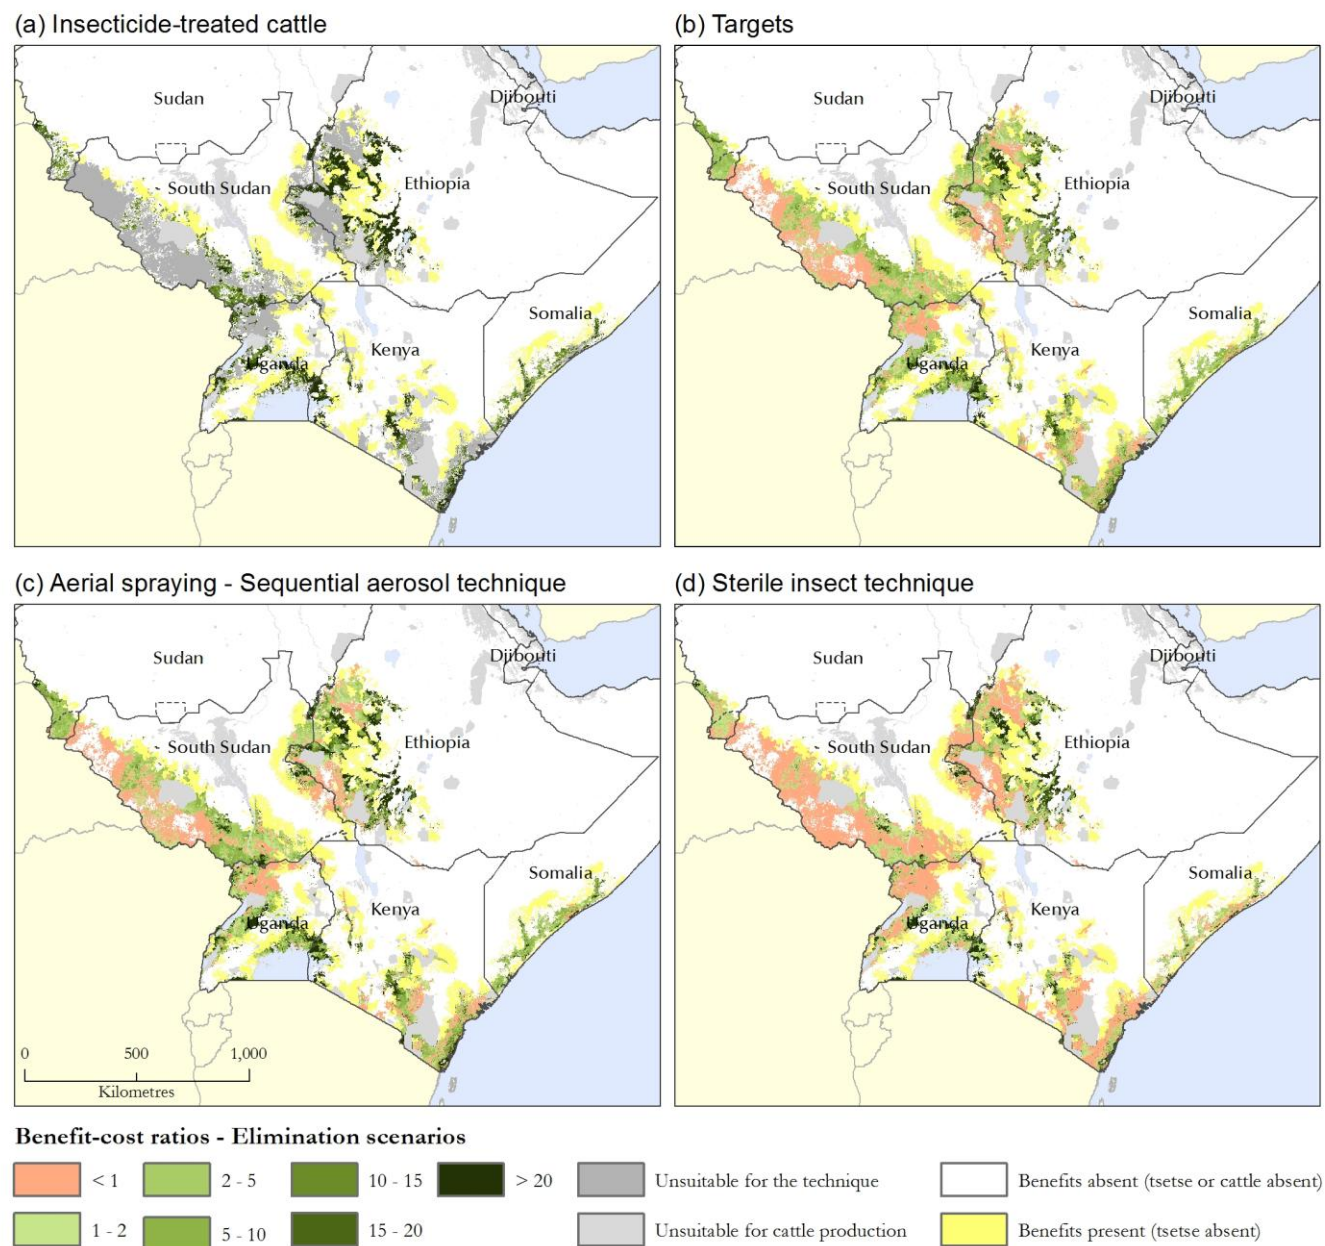 (a) Insecticide-treated cattle
(b) Targets
Sudan
Djibouti
South Sudan
Ethiopia
Somalia
Kenya
Uganda
Sudan
Djibouti
South Sudan
Ethiopia
Somalia
Kenya
Uganda
(c) Aerial spraying - Sequential aerosol technique
(d) Sterile insect technique
Sudan
Djibouti
South Sudan
Ethiopia
Somalia
Kenya
Uganda
0 500 1,000
Kilometres
Sudan
Djibouti
South Sudan
Ethiopia
Somalia
Kenya
Uganda
Benefit-cost ratios - Elimination scenarios
< 1 2 - 5 10 - 15 > 20 Unsuitable for the technique Benefits absent (tsetse or cattle absent)
1 - 2 5 - 10 15 - 20 Unsuitable for cattle production Benefits present (tsetse absent)